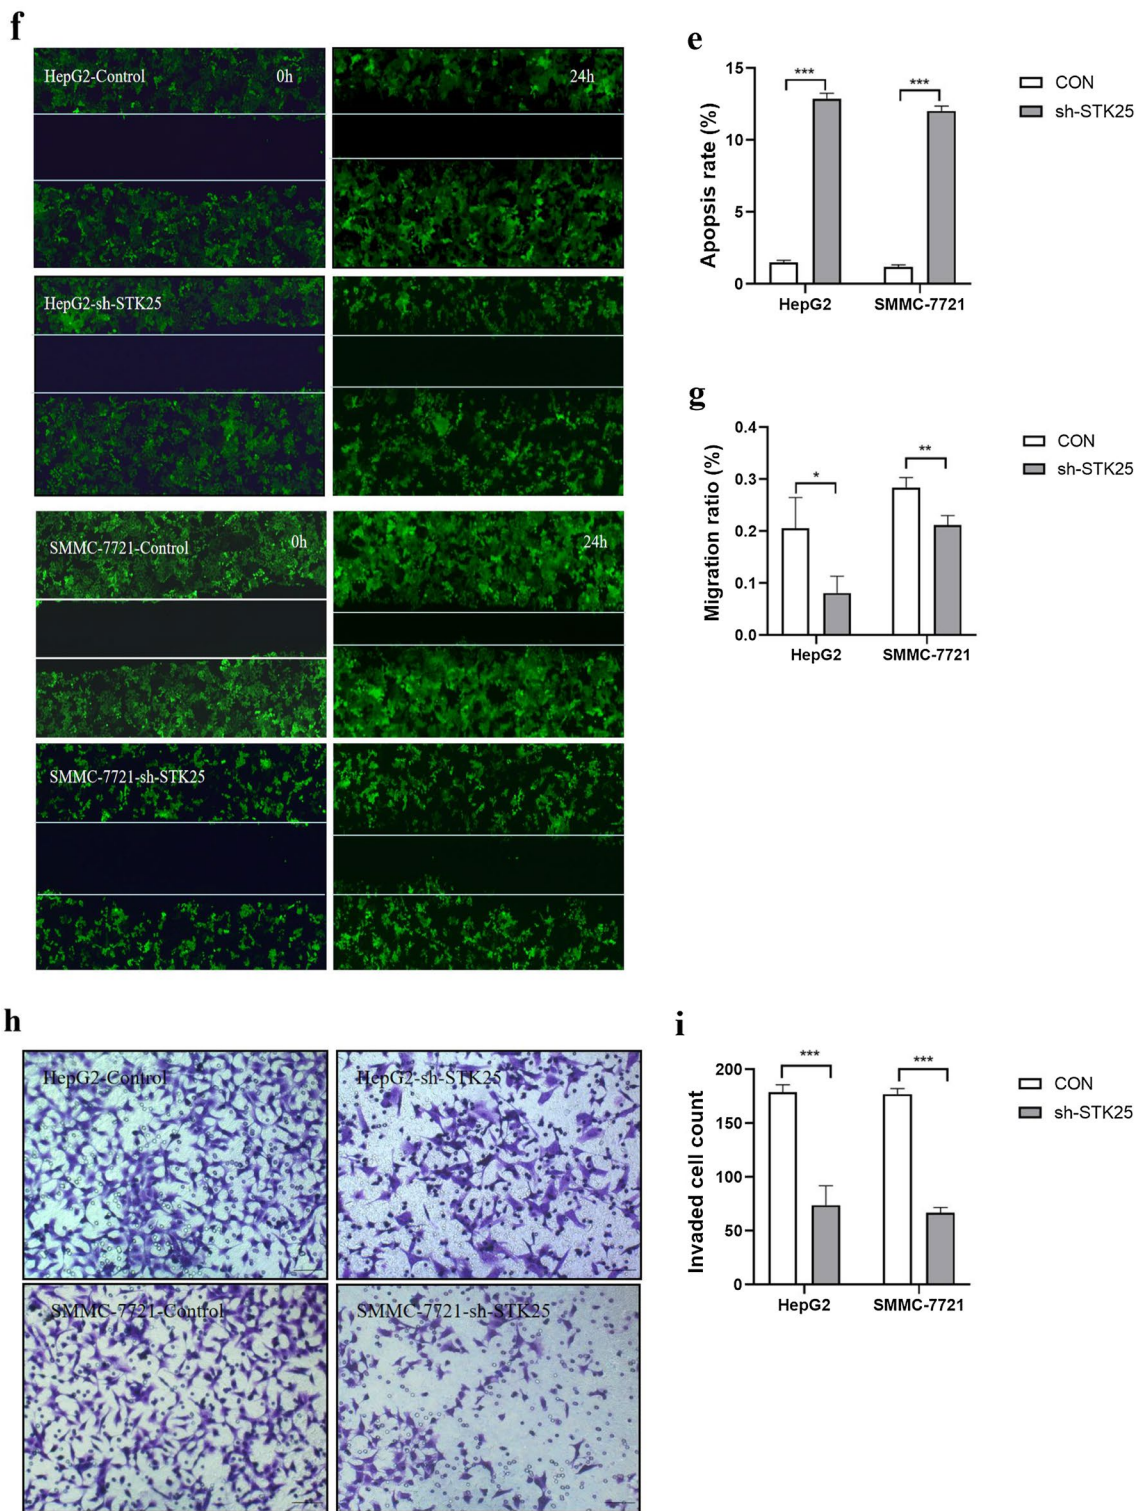 f
HepG2-Control
0h
24h
HepG2-sh-STK25
SMMC-7721-Control
0h
24h
SMMC-7721-sh-STK25
e
Apopsis rate (%)
15
10
5
0
***
***
HepG2
SMMC-7721
CON
sh-STK25
g
Migration ratio (%)
0.4
0.3
0.2
0.1
0.0
*
**
HepG2
SMMC-7721
CON
sh-STK25
h
HepG2-Control
HepG2-sh-STK25
SMMC-7721-Control
SMMC-7721-sh-STK25
i
Invaded cell count
200
150
100
50
0
***
***
HepG2
SMMC-7721
CON
sh-STK25